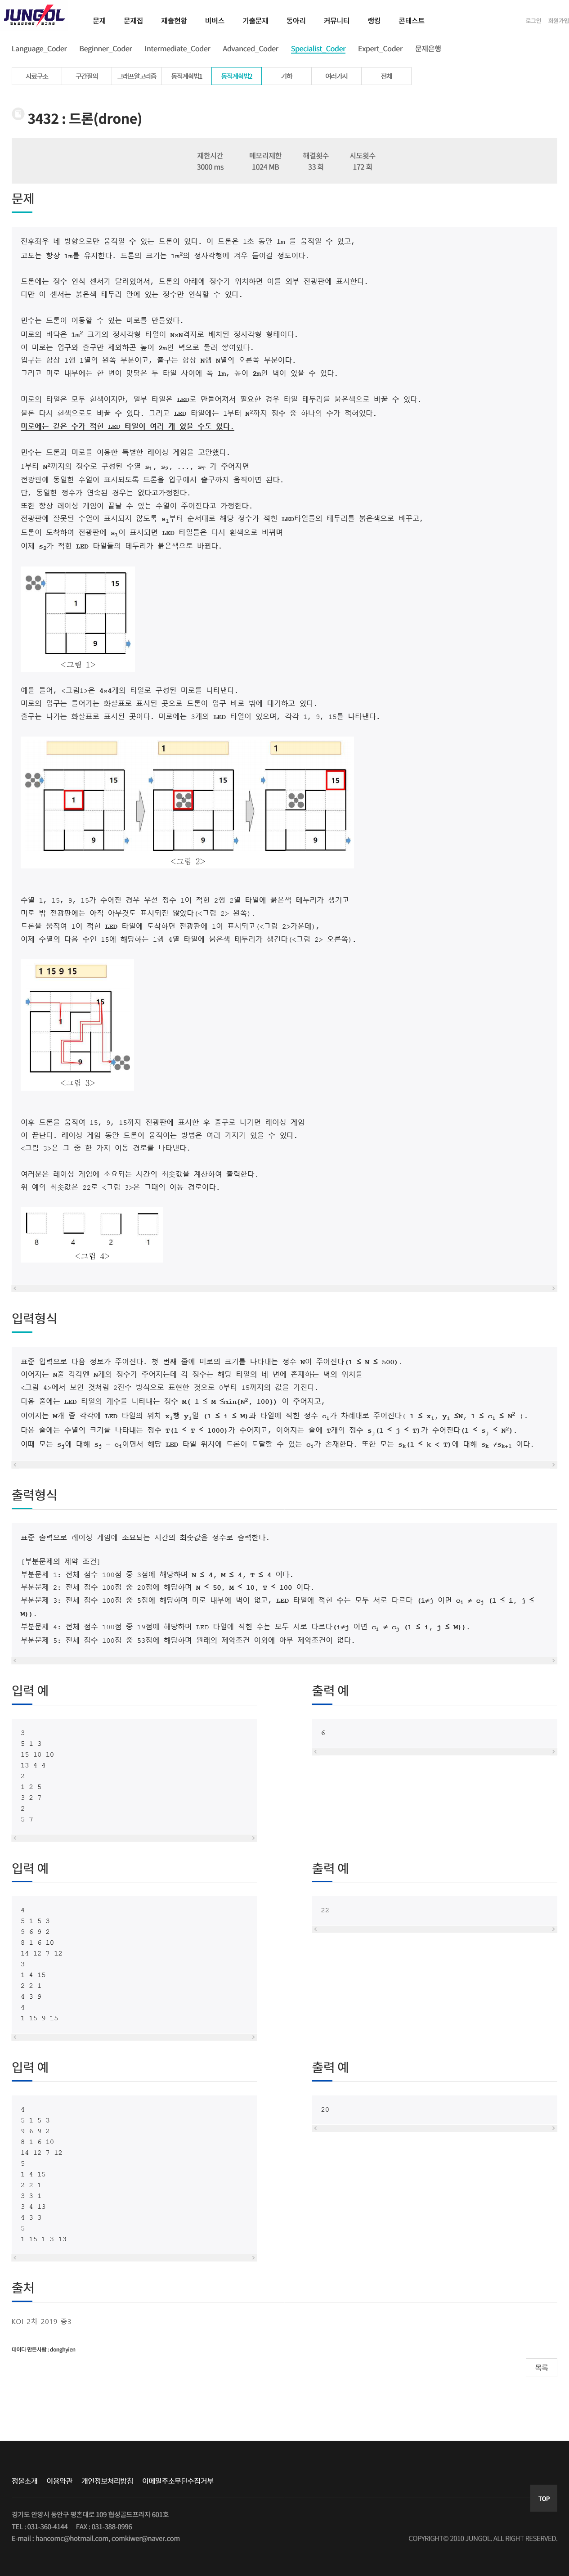 JUNGOL
문제 문제집 제출현황 비버스 기출문제 동아리 커뮤니티 랭킹 콘테스트
로그인 회원가입
Language_Coder Beginner_Coder Intermediate_Coder Advanced_Coder Specialist_Coder Expert_Coder 문제은행
자료구조 구간질의 그래프알고리즘 동적계획법1 동적계획법2 기하 여러가지 전체
3432 : 드론(drone)
제한시간 메모리제한 해결횟수 시도횟수
3000 ms 1024 MB 33 회 172 회
문제
전후좌우 네 방향으로만 움직일 수 있는 드론이 있다. 이 드론은 1초 동안 1m 를 움직일 수 있고,
고도는 항상 1m를 유지한다. 드론의 크기는 1m²의 정사각형에 겨우 들어갈 정도이다.
드론에는 정수 인식 센서가 달려있어서, 드론의 아래에 정수가 위치하면 이를 외부 전광판에 표시한다.
다만 이 센서는 붉은색 테두리 안에 있는 정수만 인식할 수 있다.
민수는 드론이 이동할 수 있는 미로를 만들었다.
미로의 바닥은 1m² 크기의 정사각형 타일이 N×N격자로 배치된 정사각형 형태이다.
이 미로는 입구와 출구만 제외하곤 높이 2m인 벽으로 둘러 쌓여있다.
입구는 항상 1행 1열의 왼쪽 부분이고, 출구는 항상 N행 N열의 오른쪽 부분이다.
그리고 미로 내부에는 한 변이 맞닿은 두 타일 사이에 폭 1m, 높이 2m인 벽이 있을 수 있다.
미로의 타일은 모두 흰색이지만, 일부 타일은 LED로 만들어져서 필요한 경우 타일 테두리를 붉은색으로 바꿀 수 있다.
물론 다시 흰색으로도 바꿀 수 있다. 그리고 LED 타일에는 1부터 N²까지 정수 중 하나의 수가 적혀있다.
미로에는 같은 수가 적힌 LED 타일이 여러 개 있을 수도 있다.
민수는 드론과 미로를 이용한 특별한 레이싱 게임을 고안했다.
1부터 N²까지의 정수로 구성된 수열 s₁, s₂, ..., s_T 가 주어지면
전광판에 동일한 수열이 표시되도록 드론을 입구에서 출구까지 움직이면 된다.
단, 동일한 정수가 연속된 경우는 없다고가정한다.
또한 항상 레이싱 게임이 끝날 수 있는 수열이 주어진다고 가정한다.
전광판에 잘못된 수열이 표시되지 않도록 s₁부터 순서대로 해당 정수가 적힌 LED타일들의 테두리를 붉은색으로 바꾸고,
드론이 도착하여 전광판에 s₁이 표시되면 LED 타일들은 다시 흰색으로 바뀌며
이제 s₂가 적힌 LED 타일들의 테두리가 붉은색으로 바뀐다.
15
1
9
<그림 1>
예를 들어, <그림1>은 4×4개의 타일로 구성된 미로를 나타낸다.
미로의 입구는 들어가는 화살표로 표시된 곳으로 드론이 입구 바로 밖에 대기하고 있다.
출구는 나가는 화살표로 표시된 곳이다. 미로에는 3개의 LED 타일이 있으며, 각각 1, 9, 15를 나타낸다.
1 1
15 15 15
1
9 9 9
<그림 2>
수열 1, 15, 9, 15가 주어진 경우 우선 정수 1이 적힌 2행 2열 타일에 붉은색 테두리가 생기고
미로 밖 전광판에는 아직 아무것도 표시되진 않았다(<그림 2> 왼쪽).
드론을 움직여 1이 적힌 LED 타일에 도착하면 전광판에 1이 표시되고(<그림 2>가운데),
이제 수열의 다음 수인 15에 해당하는 1행 4열 타일에 붉은색 테두리가 생긴다(<그림 2> 오른쪽).
1 15 9 15
15
1
9
<그림 3>
이후 드론을 움직여 15, 9, 15까지 전광판에 표시한 후 출구로 나가면 레이싱 게임
이 끝난다. 레이싱 게임 동안 드론이 움직이는 방법은 여러 가지가 있을 수 있다.
<그림 3>은 그 중 한 가지 이동 경로를 나타낸다.
여러분은 레이싱 게임에 소요되는 시간의 최솟값을 계산하여 출력한다.
위 예의 최솟값은 22로 <그림 3>은 그때의 이동 경로이다.
8 4 2 1
<그림 4>
입력형식
표준 입력으로 다음 정보가 주어진다. 첫 번째 줄에 미로의 크기를 나타내는 정수 N이 주어진다(1 ≤ N ≤ 500).
이어지는 N줄 각각엔 N개의 정수가 주어지는데 각 정수는 해당 타일의 네 변에 존재하는 벽의 위치를
<그림 4>에서 보인 것처럼 2진수 방식으로 표현한 것으로 0부터 15까지의 값을 가진다.
다음 줄에는 LED 타일의 개수를 나타내는 정수 M( 1 ≤ M ≤min(N², 100)) 이 주어지고,
이어지는 M개 줄 각각에 LED 타일의 위치 xᵢ행 yᵢ열 (1 ≤ i ≤ M)과 타일에 적힌 정수 cᵢ가 차례대로 주어진다( 1 ≤ xᵢ, yᵢ ≤N, 1 ≤ cᵢ ≤ N² ).
다음 줄에는 수열의 크기를 나타내는 정수 T(1 ≤ T ≤ 1000)가 주어지고, 이어지는 줄에 T개의 정수 sⱼ(1 ≤ j ≤ T)가 주어진다(1 ≤ sⱼ ≤ N²).
이때 모든 sⱼ에 대해 sⱼ = cᵢ이면서 해당 LED 타일 위치에 드론이 도달할 수 있는 cᵢ가 존재한다. 또한 모든 sₖ(1 ≤ k < T)에 대해 sₖ ≠sₖ₊₁ 이다.
출력형식
표준 출력으로 레이싱 게임에 소요되는 시간의 최솟값을 정수로 출력한다.
[부분문제의 제약 조건]
부분문제 1: 전체 점수 100점 중 3점에 해당하며 N ≤ 4, M ≤ 4, T ≤ 4 이다.
부분문제 2: 전체 점수 100점 중 20점에 해당하며 N ≤ 50, M ≤ 10, T ≤ 100 이다.
부분문제 3: 전체 점수 100점 중 5점에 해당하며 미로 내부에 벽이 없고, LED 타일에 적힌 수는 모두 서로 다르다 (i≠j 이면 cᵢ ≠ cⱼ (1 ≤ i, j ≤
M)).
부분문제 4: 전체 점수 100점 중 19점에 해당하며 LED 타일에 적힌 수는 모두 서로 다르다(i≠j 이면 cᵢ ≠ cⱼ (1 ≤ i, j ≤ M)).
부분문제 5: 전체 점수 100점 중 53점에 해당하며 원래의 제약조건 이외에 아무 제약조건이 없다.
입력 예 출력 예
3
5 1 3
15 10 10
13 4 4
2
1 2 5
3 2 7
2
5 7
6
입력 예 출력 예
4
5 1 5 3
9 6 9 2
8 1 6 10
14 12 7 12
3
1 4 15
2 2 1
4 3 9
4
1 15 9 15
22
입력 예 출력 예
4
5 1 5 3
9 6 9 2
8 1 6 10
14 12 7 12
5
1 4 15
2 2 1
3 3 1
3 4 13
4 3 3
5
1 15 1 3 13
20
출처
KOI 2차 2019 중3
데이타 만든사람 : donghyien
목록
정올소개 이용약관 개인정보처리방침 이메일주소무단수집거부
TOP
경기도 안양시 동안구 평촌대로 109 협성골드프라자 601호
TEL : 031-360-4144 FAX : 031-388-0996
E-mail : hancomc@hotmail.com, comkiwer@naver.com
COPYRIGHT© 2010 JUNGOL. ALL RIGHT RESERVED.